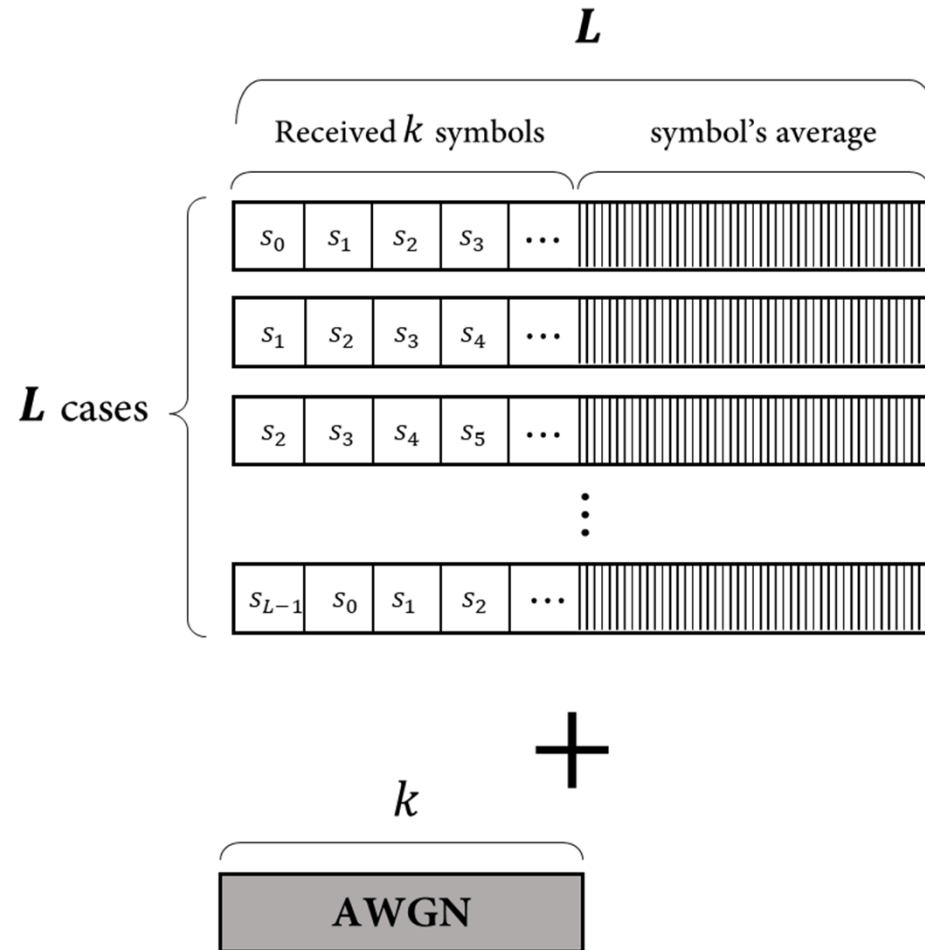 L
Received k symbols symbol's average
s₀ s₁ s₂ s₃ ...
s₁ s₂ s₃ s₄ ...
L cases
s₂ s₃ s₄ s₅ ...
⋮
s_{L−1} s₀ s₁ s₂ ...
+
k
AWGN